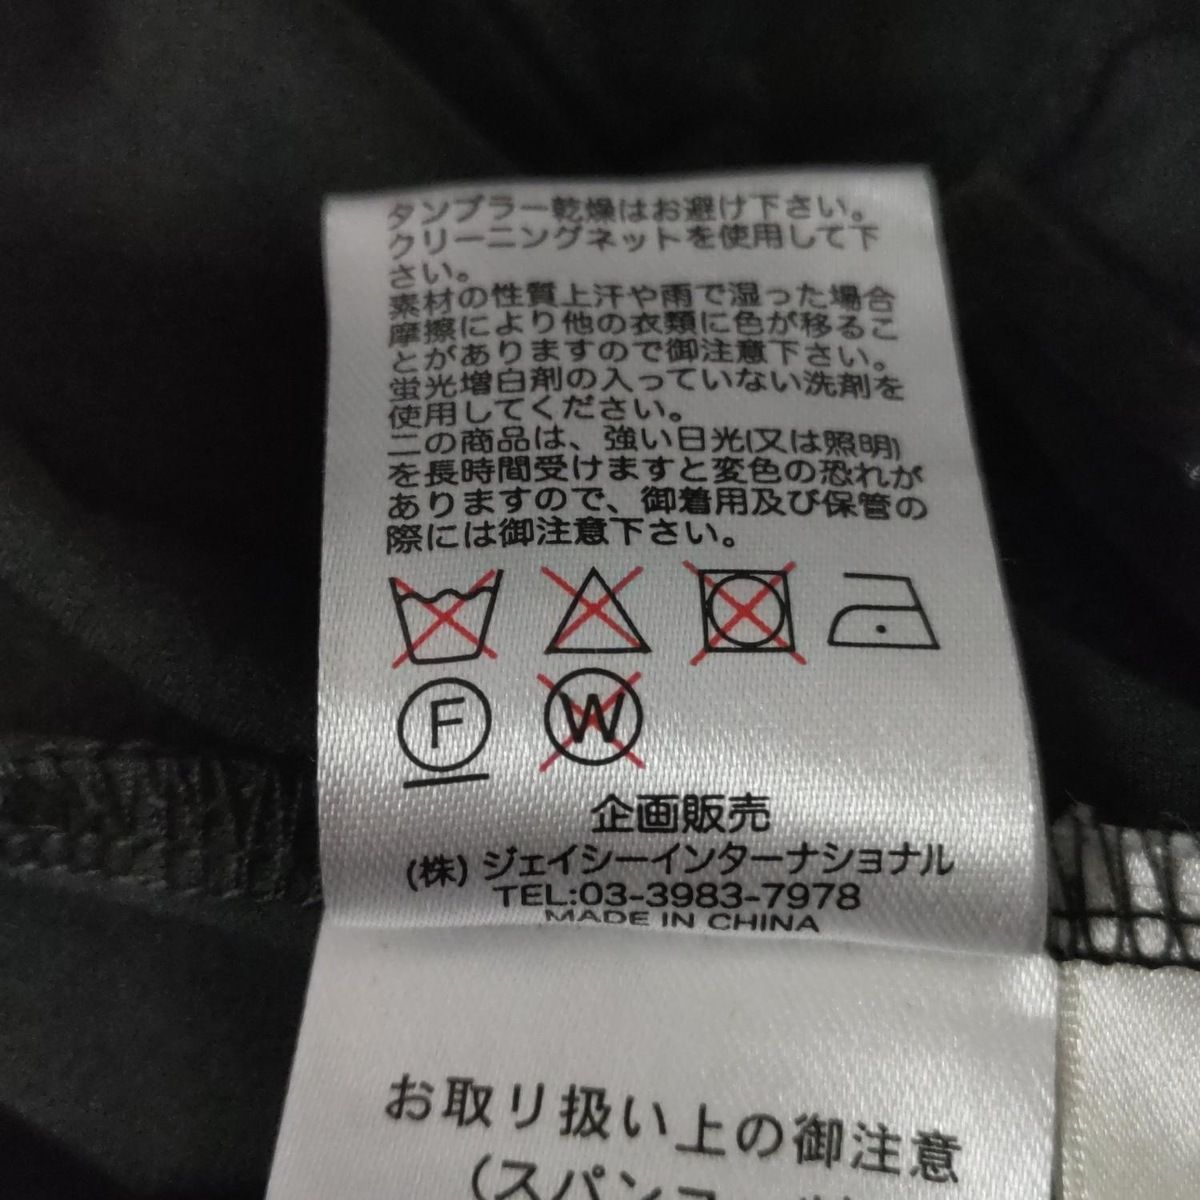 タンブラー乾燥はお避け下さい。
クリーニングネットを使用して下
さい。
素材の性質上汗や雨で湿った場合
摩擦により他の衣類に色が移るこ
とがありますので御注意下さい。
蛍光増白剤の入っていない洗剤を
使用してください。
二の商品は、強い日光(又は照明)
を長時間受けますと変色の恐れが
ありますので、御着用及び保管の
際には御注意下さい。
F W
企画販売
(株) ジェイシーインターナショナル
TEL:03-3983-7978
MADE IN CHINA
お取り扱い上の御注意
(スパン